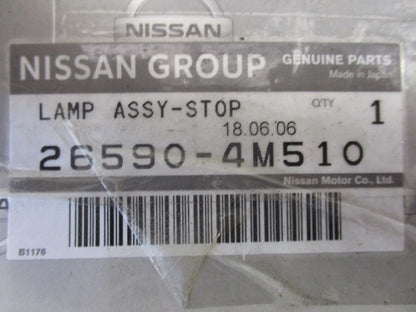 NISSAN
NISSAN GROUP
GENUINE PARTS
Made in Japan
LAMP ASSY-STOP
QTY 1
18.06.06
26590-4M510
Nissan Motor Co., Ltd.
B1176